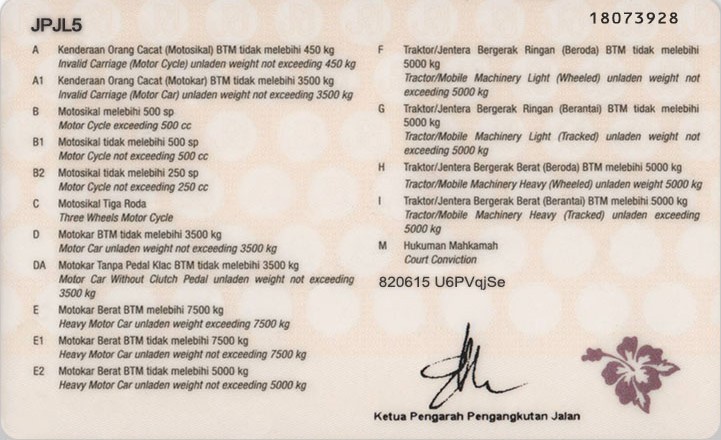 JPJL5
18073928
A Kenderaan Orang Cacat (Motosikal) BTM tidak melebihi 450 kg
Invalid Carriage (Motor Cycle) unladen weight not exceeding 450 kg
A1 Kenderaan Orang Cacat (Motokar) BTM tidak melebihi 3500 kg
Invalid Carriage (Motor Car) unladen weight not exceeding 3500 kg
B Motosikal melebihi 500 sp
Motor Cycle exceeding 500 cc
B1 Motosikal tidak melebihi 500 sp
Motor Cycle not exceeding 500 cc
B2 Motosikal tidak melebihi 250 sp
Motor Cycle not exceeding 250 cc
C Motosikal Tiga Roda
Three Wheels Motor Cycle
D Motokar BTM tidak melebihi 3500 kg
Motor Car unladen weight not exceeding 3500 kg
DA Motokar Tanpa Pedal Klac BTM tidak melebihi 3500 kg
Motor Car Without Clutch Pedal unladen weight not exceeding
3500 kg
E Motokar Berat BTM melebihi 7500 kg
Heavy Motor Car unladen weight exceeding 7500 kg
E1 Motokar Berat BTM tidak melebihi 7500 kg
Heavy Motor Car unladen weight not exceeding 7500 kg
E2 Motokar Berat BTM tidak melebihi 5000 kg
Heavy Motor Car unladen weight not exceeding 5000 kg
F Traktor/Jentera Bergerak Ringan (Beroda) BTM tidak melebihi
5000 kg
Tractor/Mobile Machinery Light (Wheeled) unladen weight not
exceeding 5000 kg
G Traktor/Jentera Bergerak Ringan (Berantai) BTM tidak melebihi
5000 kg
Tractor/Mobile Machinery Light (Tracked) unladen weight not
exceeding 5000 kg
H Traktor/Jentera Bergerak Berat (Beroda) BTM melebihi 5000 kg
Tractor/Mobile Machinery Heavy (Wheeled) unladen weight 5000 kg
I Traktor/Jentera Bergerak Berat (Berantai) BTM melebihi 5000 kg
Tractor/Mobile Machinery Heavy (Tracked) unladen exceeding
5000 kg
M Hukuman Mahkamah
Court Conviction
820615 U6PVqjSe
Ketua Pengarah Pengangkutan Jalan